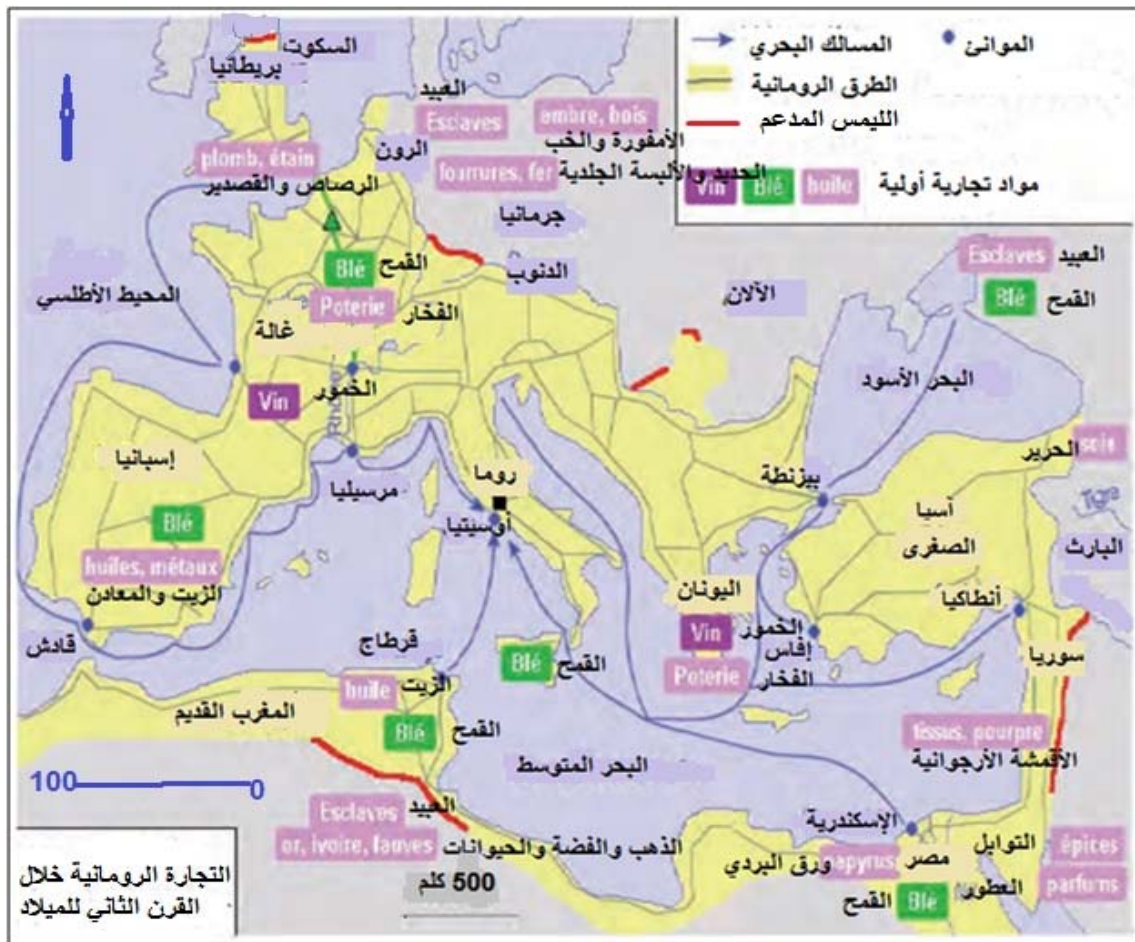 السكوت
بريطانيا
العبيد
Esclaves
ambre, bois
الأمفورة والخب
الرون
plomb, étain
fourrures, fer
الحديد والألبسة الجلدية
الرصاص والقصدير
جرمانيا
المسالك البحري
الموانئ
الطرق الرومانية
الليمس المدعم
Vin
Blé
huile
مواد تجارية أولية
الدنوب
Blé
القمح
المحيط الأطلسي
Poterie
الفخار
غالة
الآلان
Esclaves
العبيد
Blé
القمح
البحر الأسود
Vin
الخمور
إسبانيا
مرسيليا
روما
أوسيتيا
بيزنطة
الحرير
soie
آسيا
الصغرى
البارث
Blé
huiles, métaux
الزيت والمعادن
قادش
اليونان
أنطاكيا
Vin
الخمور
إفاس
Poterie
الفخار
سوريا
قرطاج
Blé
القمح
huile
الزيت
المغرب القديم
Blé
القمح
tissus, pourpre
الأقمشة الأرجوانية
البحر المتوسط
100
0
Esclaves
العبيد
or, ivoire, fauves
الذهب والفضة والحيوانات
الإسكندرية
ورق البردي
papyrus
مصر
التوابل
épices
500 كلم
القمح
Blé
العطور
parfums
التجارة الرومانية خلال
القرن الثاني للميلاد